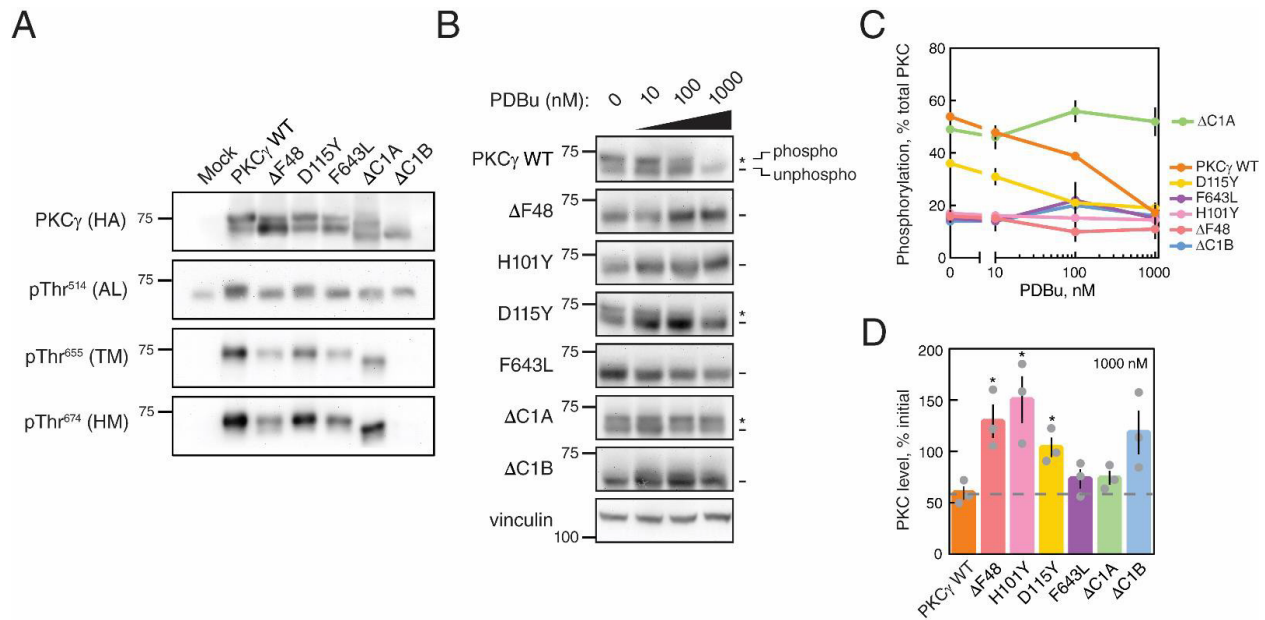 A
Mock
PKCγ WT
ΔF48
D115Y
F643L
ΔC1A
ΔC1B
PKCγ (HA)
75
pThr514 (AL)
75
pThr655 (TM)
75
pThr674 (HM)
75
B
PDBu (nM): 0 10 100 1000
PKCγ WT
75
* phospho
– unphospho
ΔF48
75
–
H101Y
75
–
D115Y
75
*
–
F643L
75
–
ΔC1A
75
*
–
ΔC1B
75
–
vinculin
100
C
Phosphorylation, % total PKC
80
60
40
20
0
0 10 100 1000
PDBu, nM
ΔC1A
PKCγ WT
D115Y
F643L
H101Y
ΔF48
ΔC1B
D
PKC level, % initial
200
150
100
50
0
1000 nM
* * *
PKCγ WT
ΔF48
H101Y
D115Y
F643L
ΔC1A
ΔC1B